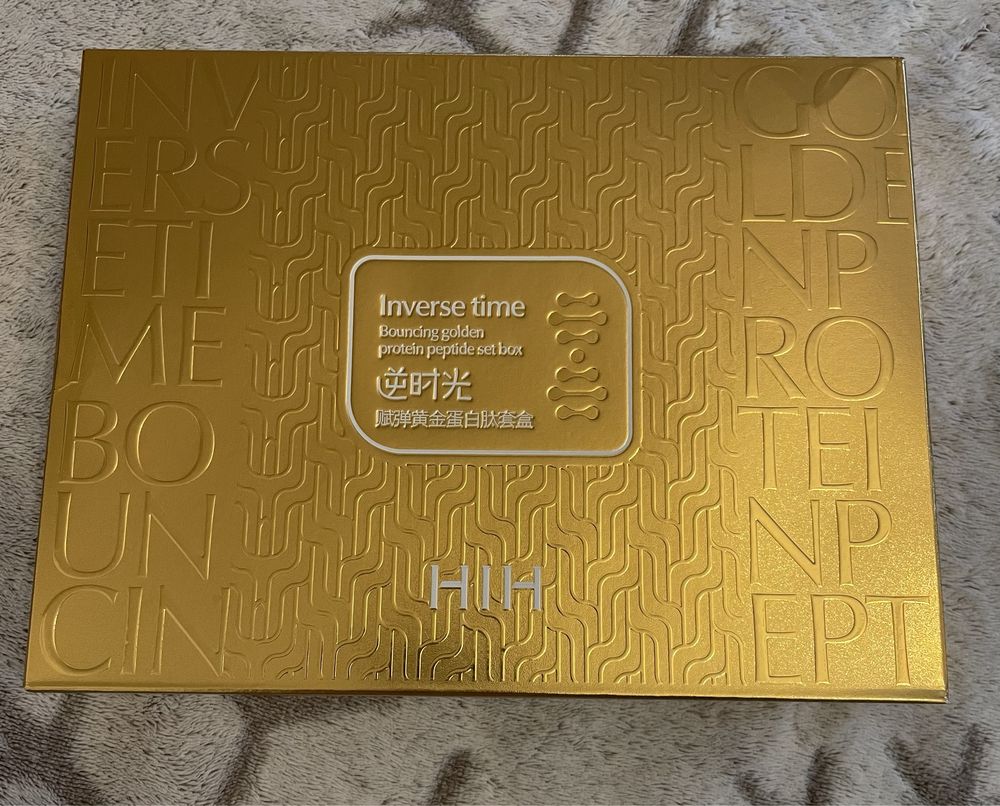 INV
ERS
ETI
ME
BO
UN
CIN
Inverse time
Bouncing golden
protein peptide set box
逆时光
赋弹黄金蛋白肽套盒
HIH
GO
LDE
NP
RO
TEI
NP
EPT